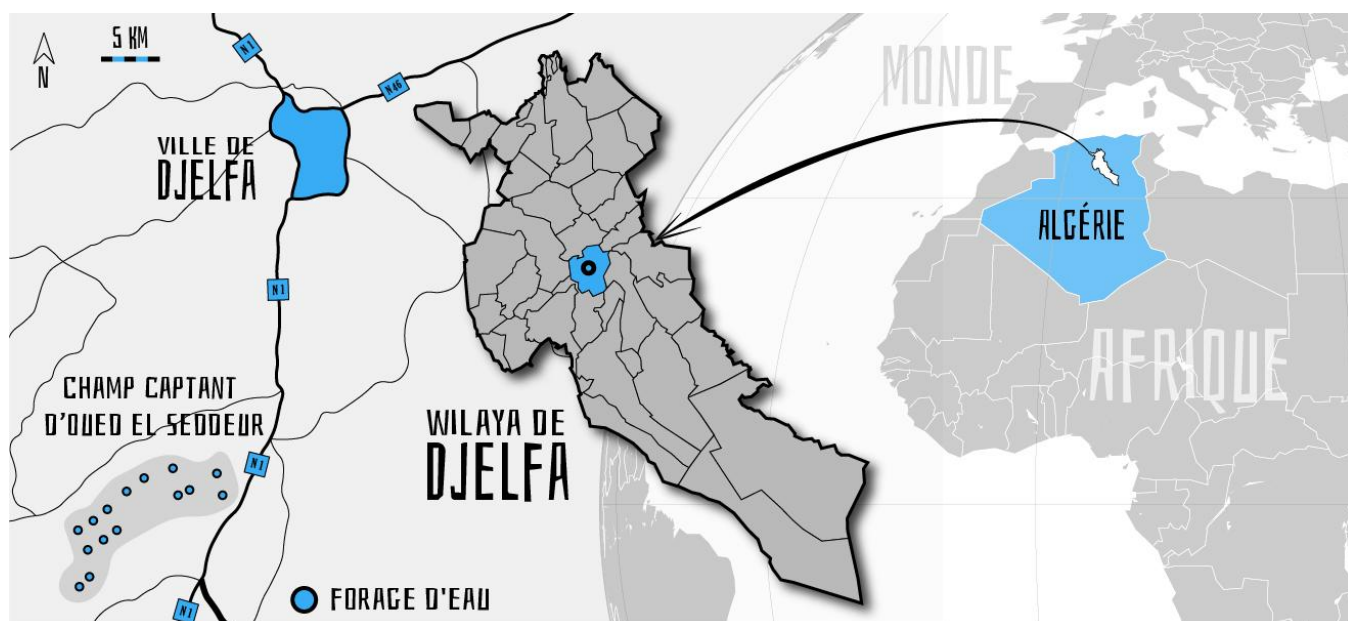 5 KM
N
N1
N46
VILLE DE
DJELFA
N1
CHAMP CAPTANT
D'OUED EL SEDDEUR
N1
N1
FORAGE D'EAU
WILAYA DE
DJELFA
MONDE
ALGÉRIE
AFRIQUE